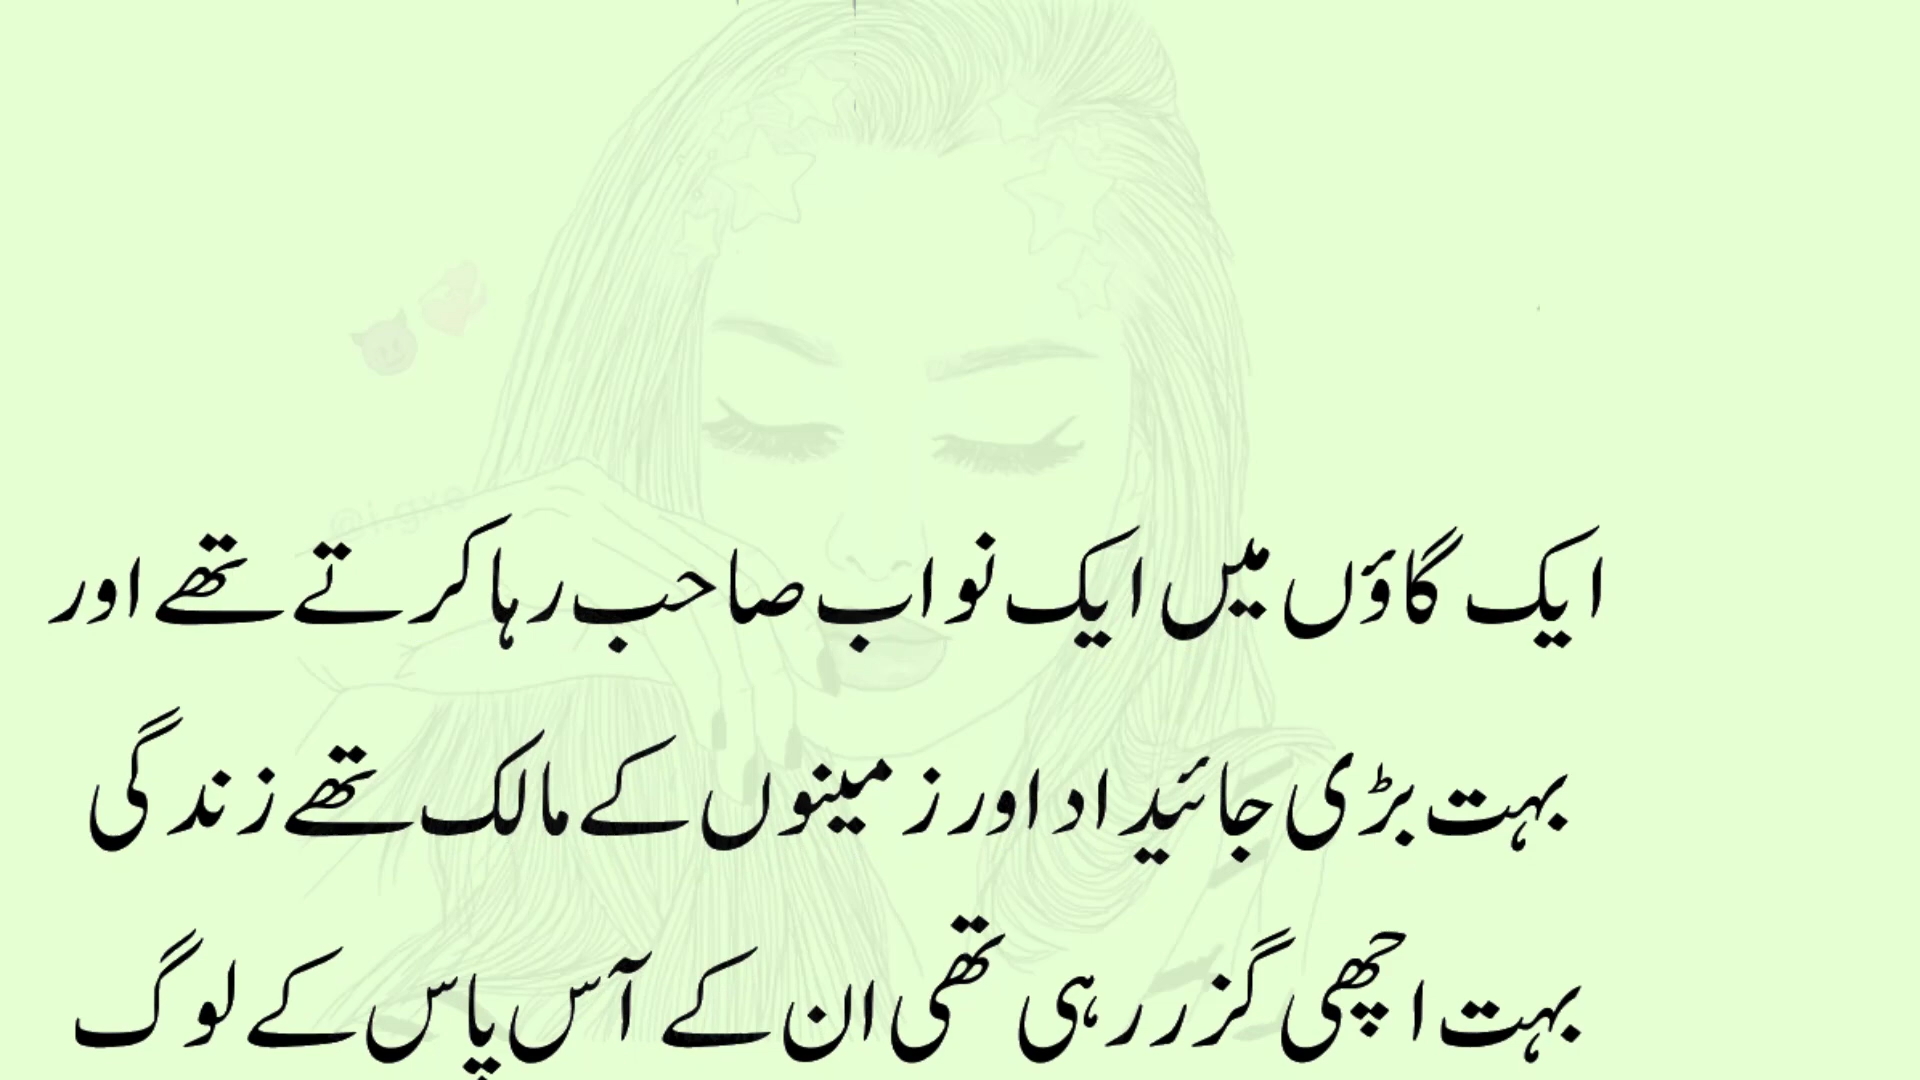 ایک گاؤں میں ایک نواب صاحب رہا کرتے تھے اور
بہت بڑی جائیداد اور زمینوں کے مالک تھے زندگی
بہت اچھی گزر رہی تھی ان کے آس پاس کے لوگ